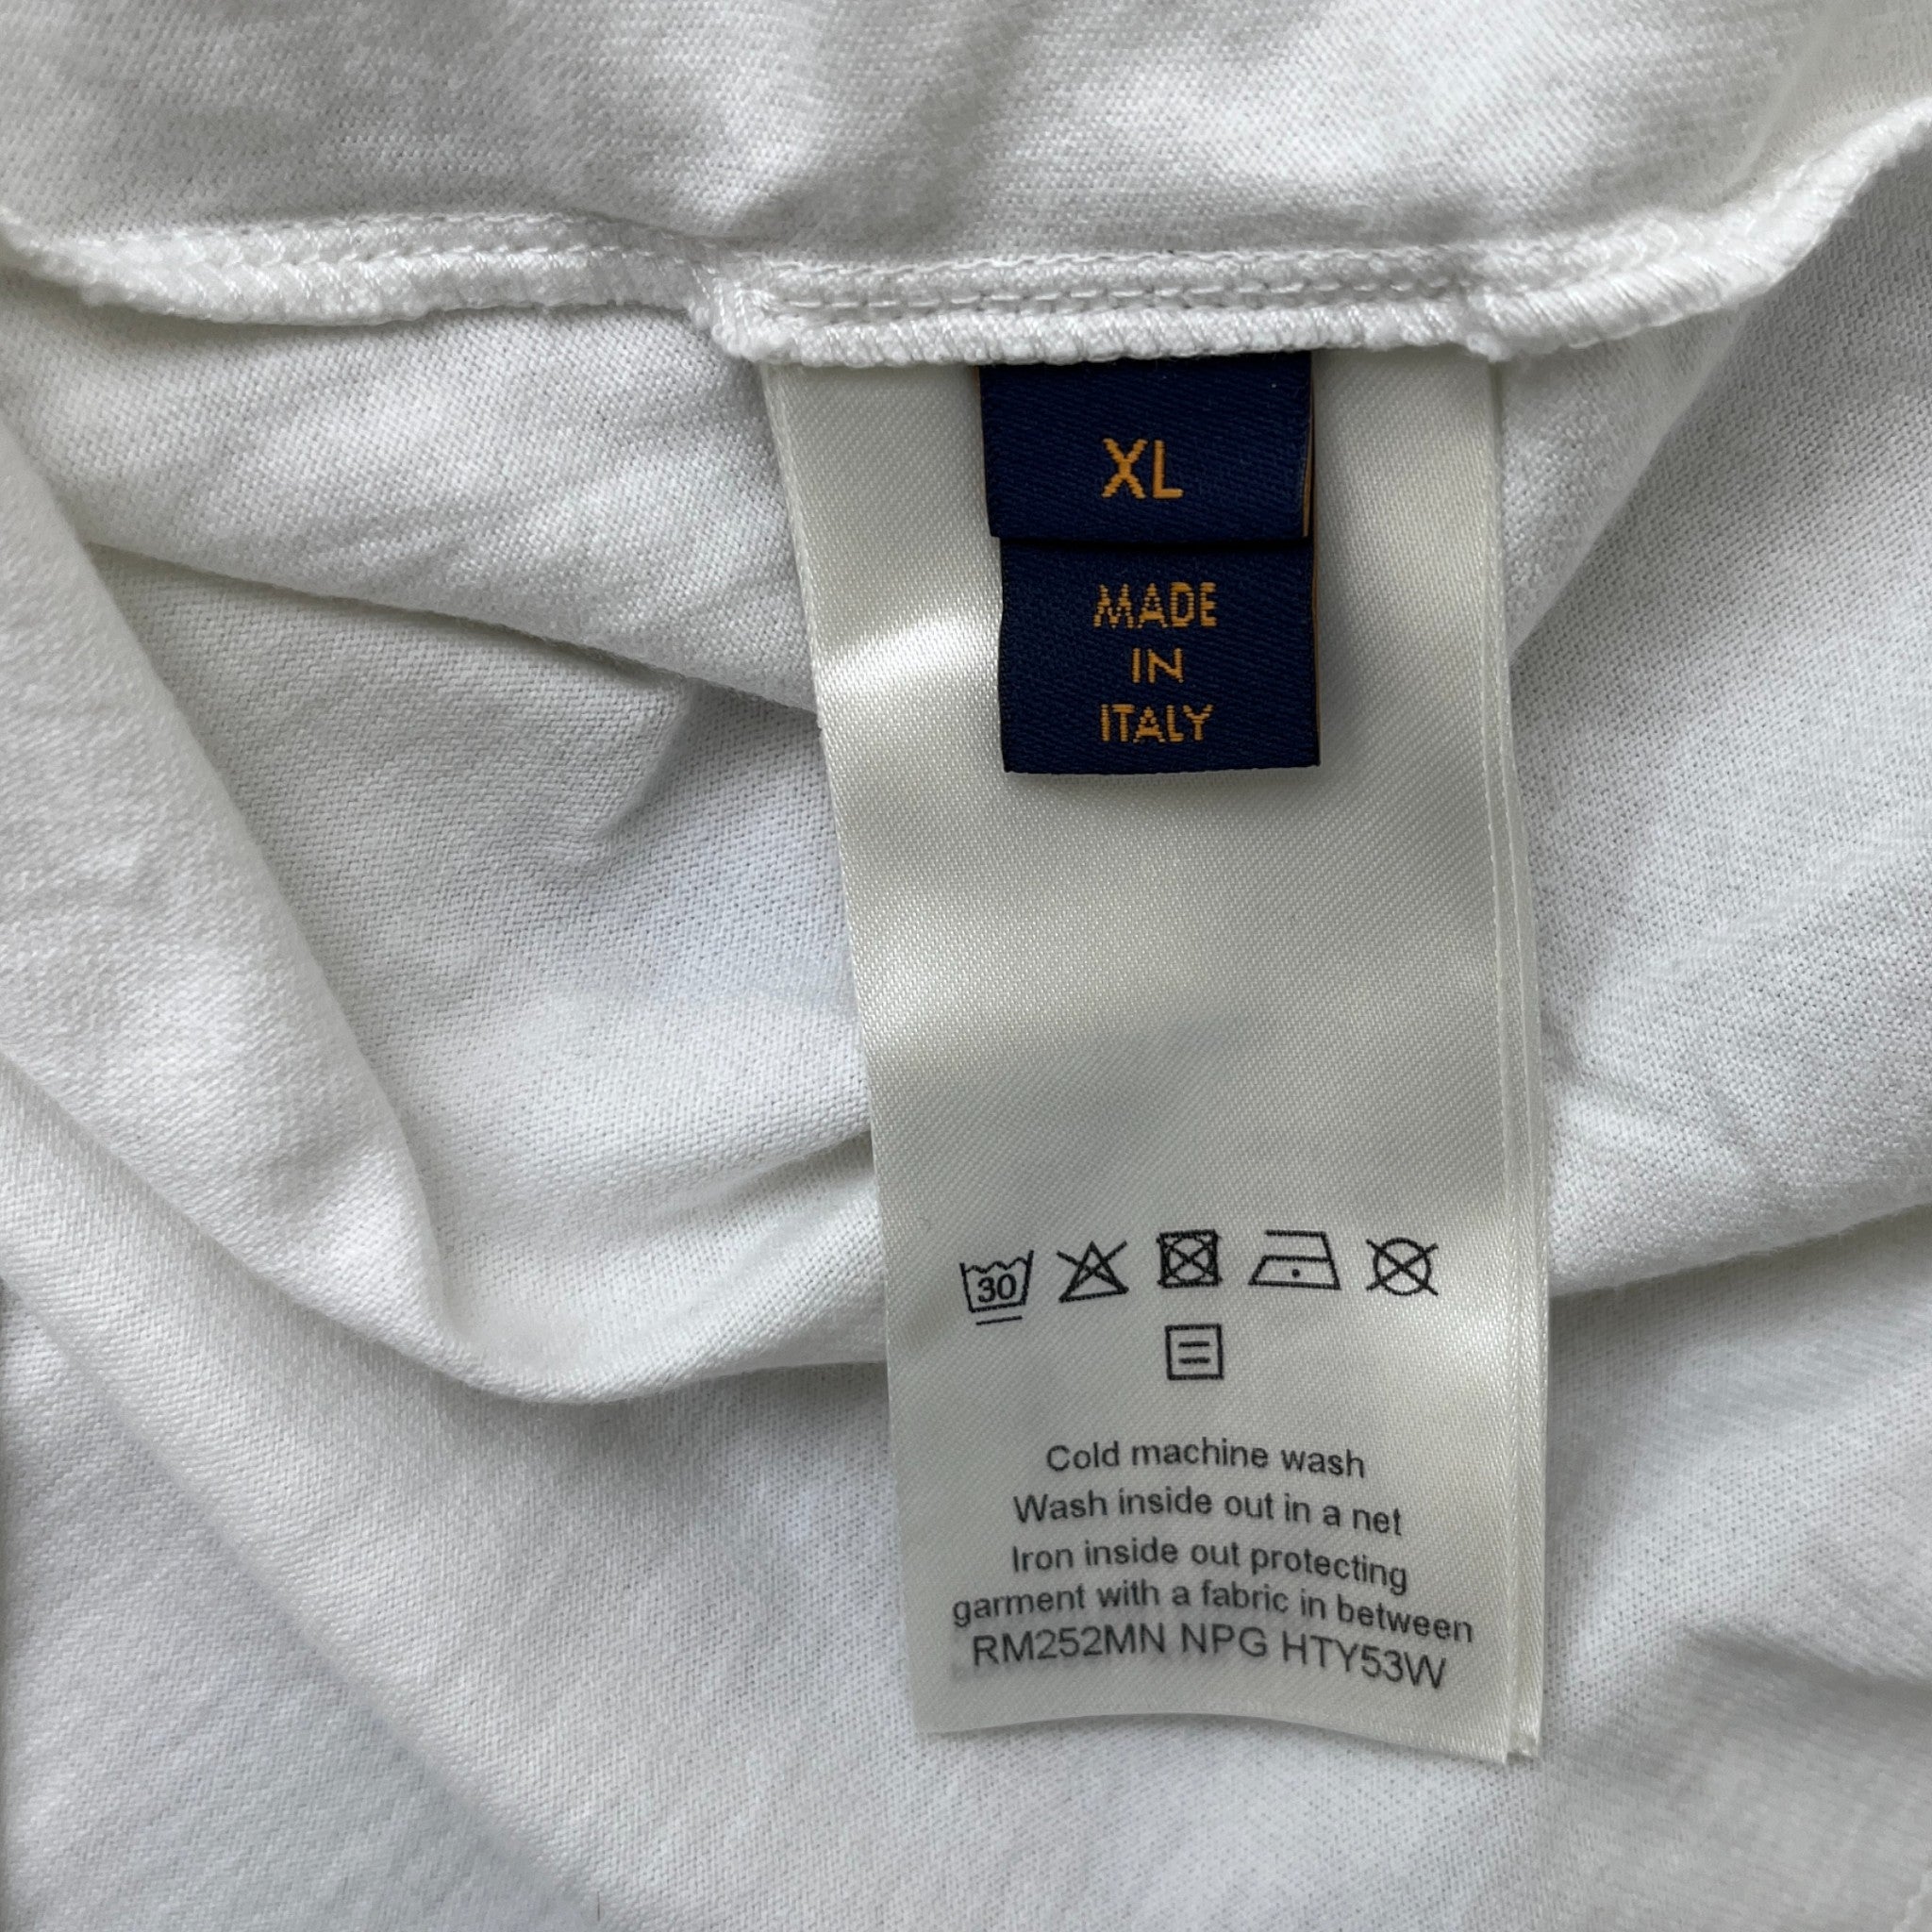 XL
MADE
IN
ITALY
30
Cold machine wash
Wash inside out in a net
Iron inside out protecting
garment with a fabric in between
RM252MN NPG HTY53W